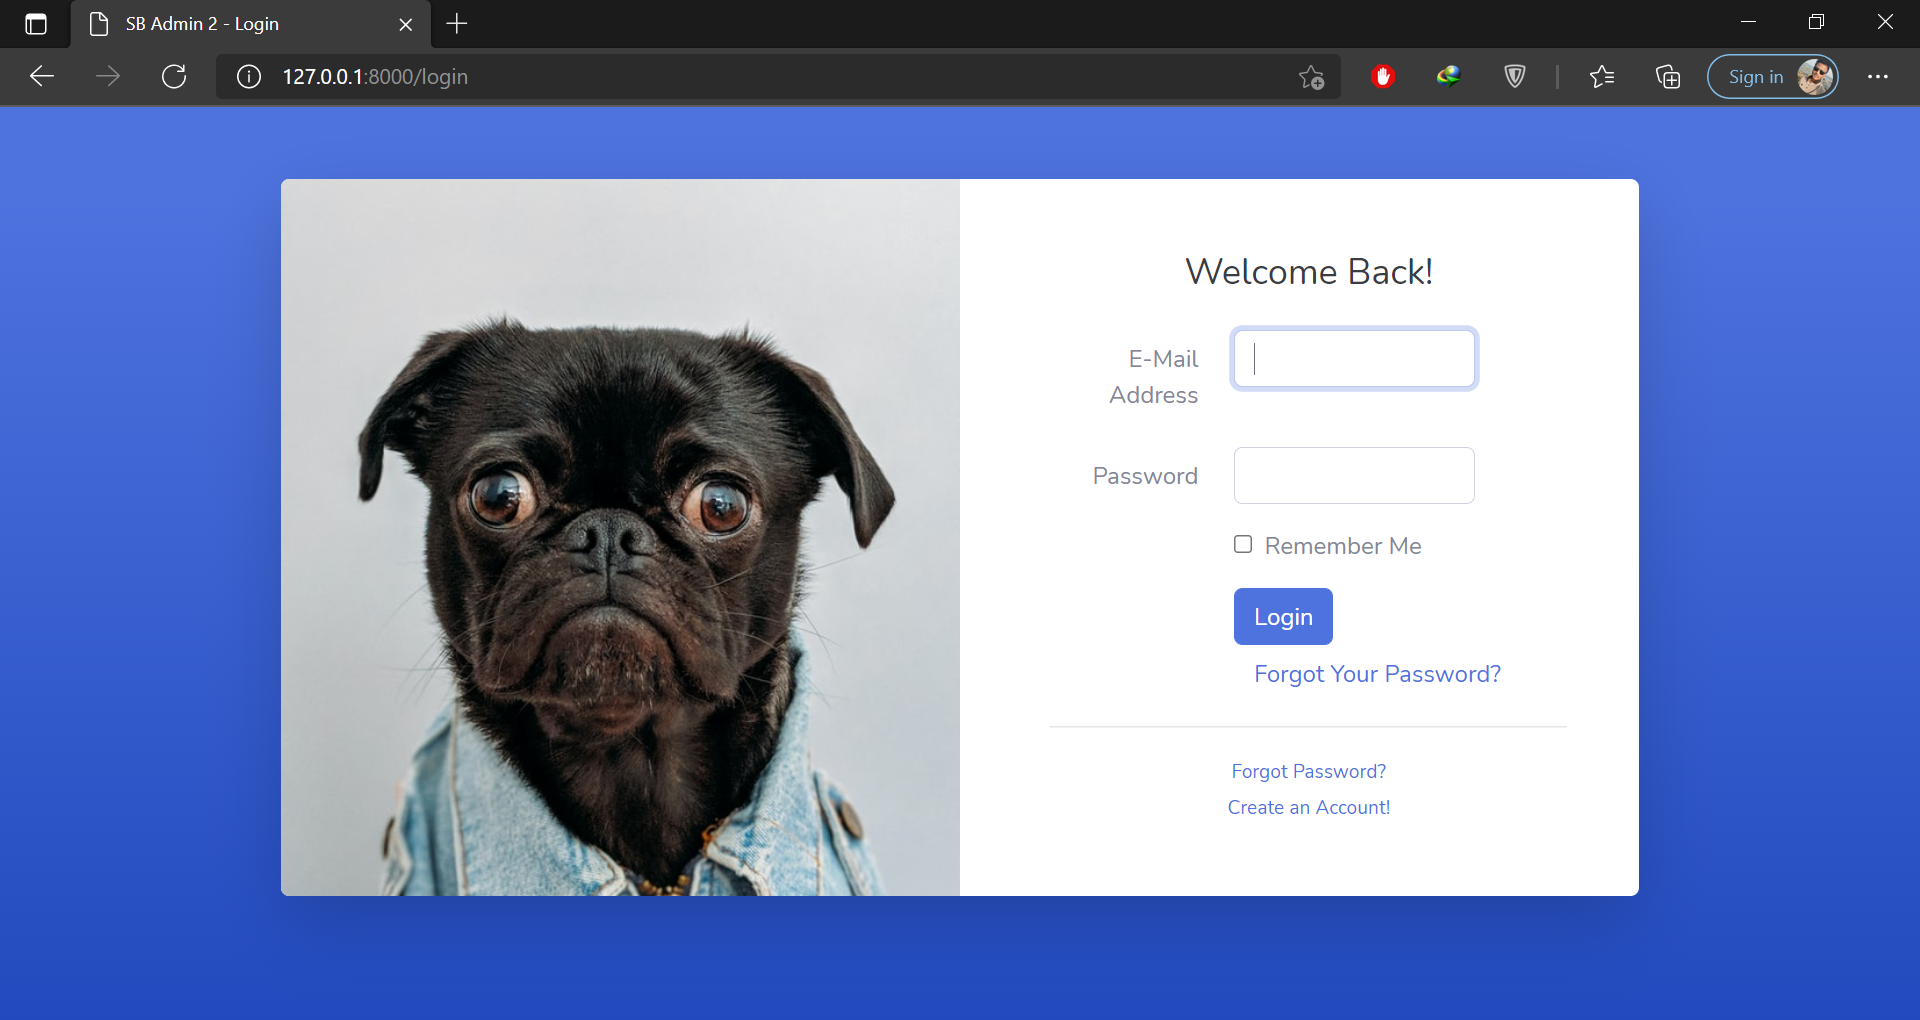 SB Admin 2 - Login
127.0.0.1:8000/login
Sign in
Welcome Back!
E-Mail
Address
Password
Remember Me
Login
Forgot Your Password?
Forgot Password?
Create an Account!